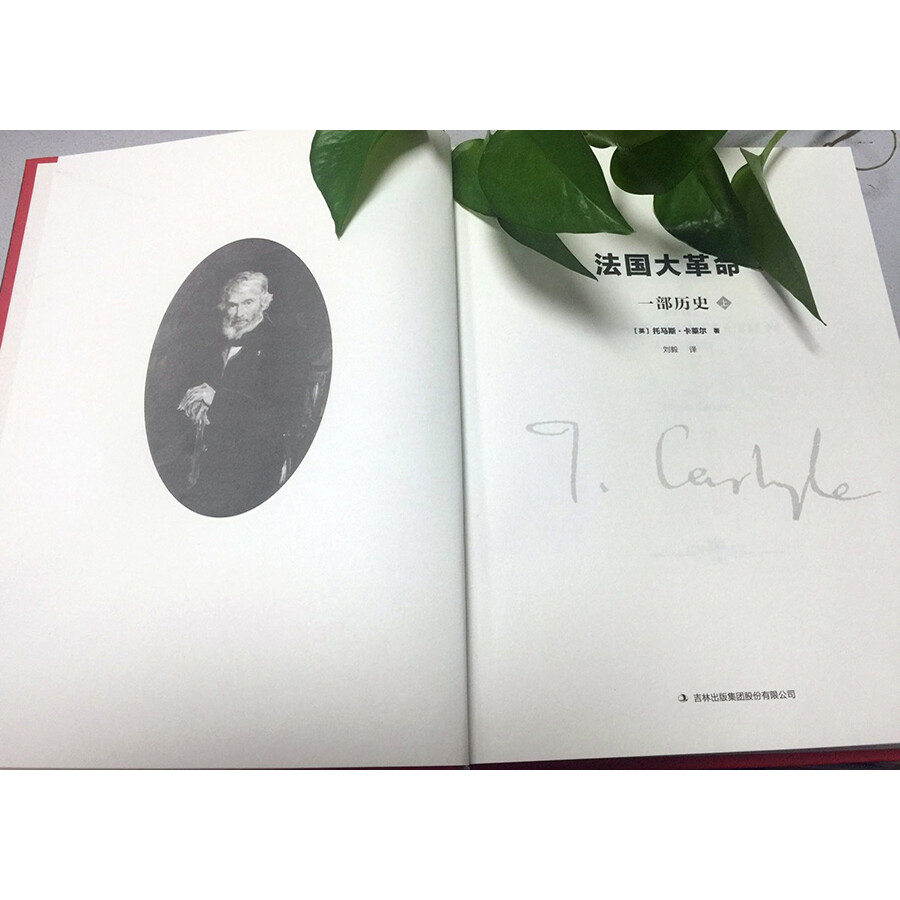 法国大革命
一部历史 上
[英] 托马斯·卡莱尔 著
刘毅 译
T. Carlyle
吉林出版集团股份有限公司